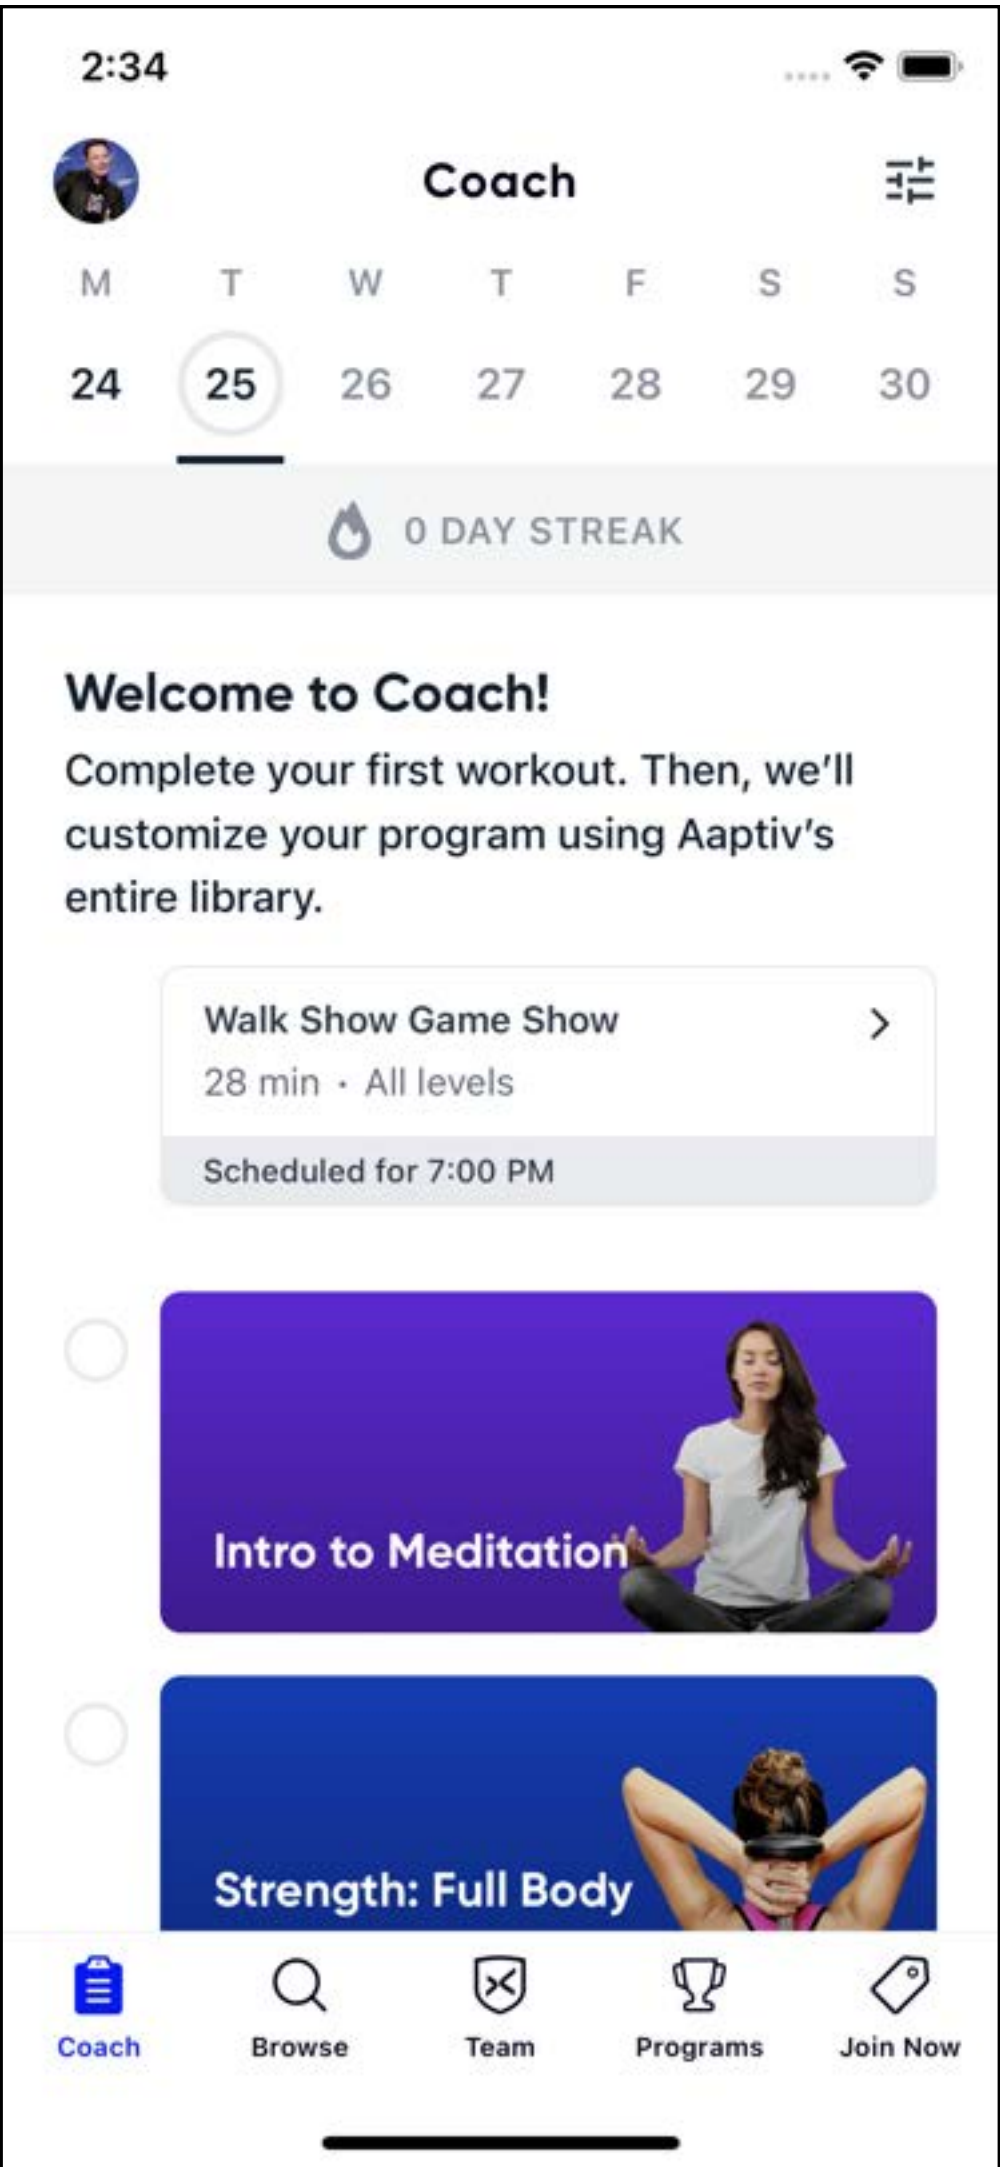 2:34
Coach
M T W T F S S
24 25 26 27 28 29 30
0 DAY STREAK
Welcome to Coach!
Complete your first workout. Then, we’ll
customize your program using Aaptiv’s
entire library.
Walk Show Game Show
28 min · All levels
Scheduled for 7:00 PM
Intro to Meditation
Strength: Full Body
Coach Browse Team Programs Join Now